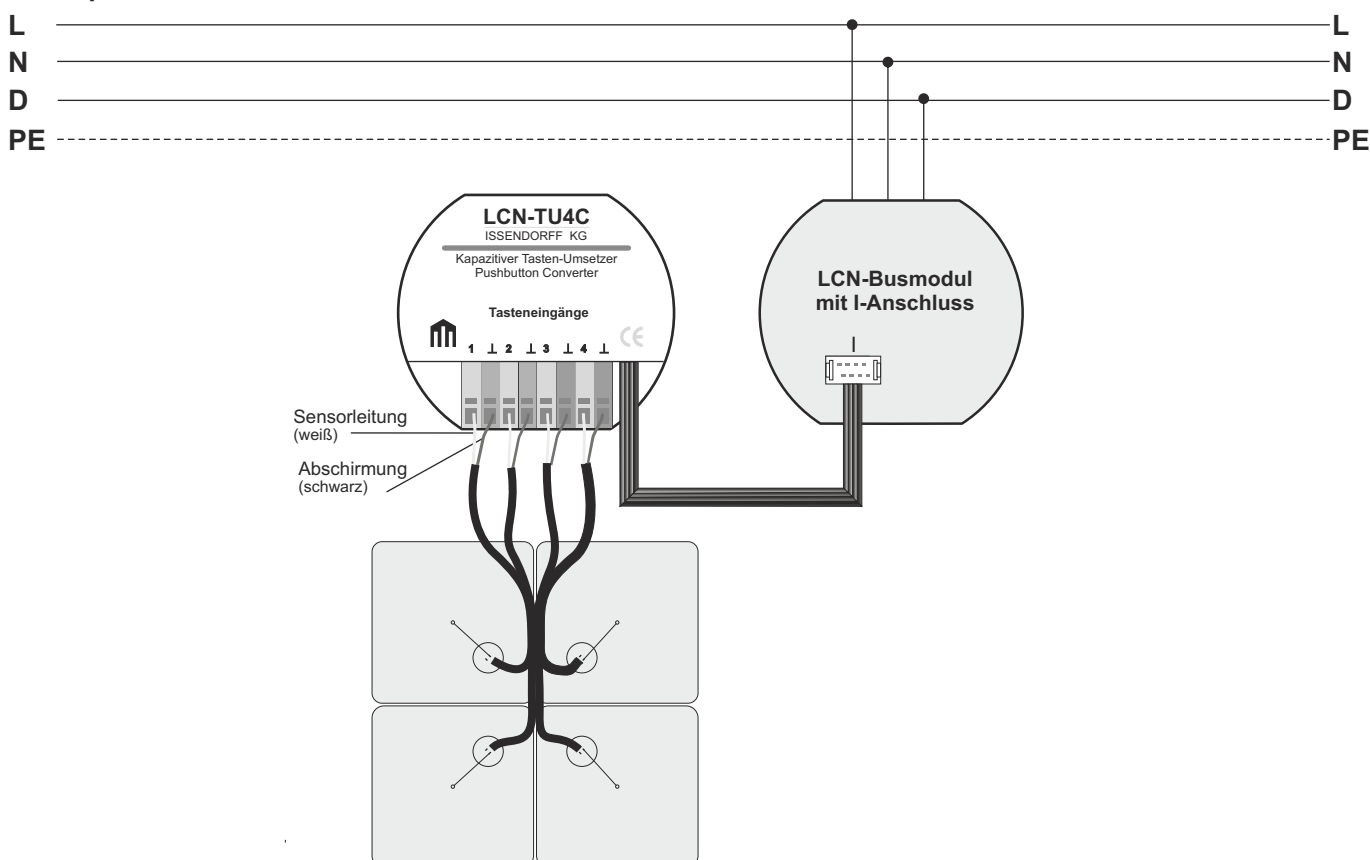 L L
N N
D D
PE PE
LCN-TU4C
ISSENDORFF KG
Kapazitiver Tasten-Umsetzer
Pushbutton Converter
Tasteneingänge
CE
1 ⊥ 2 ⊥ 3 ⊥ 4 ⊥
LCN-Busmodul
mit I-Anschluss
I
Sensorleitung
(weiß)
Abschirmung
(schwarz)